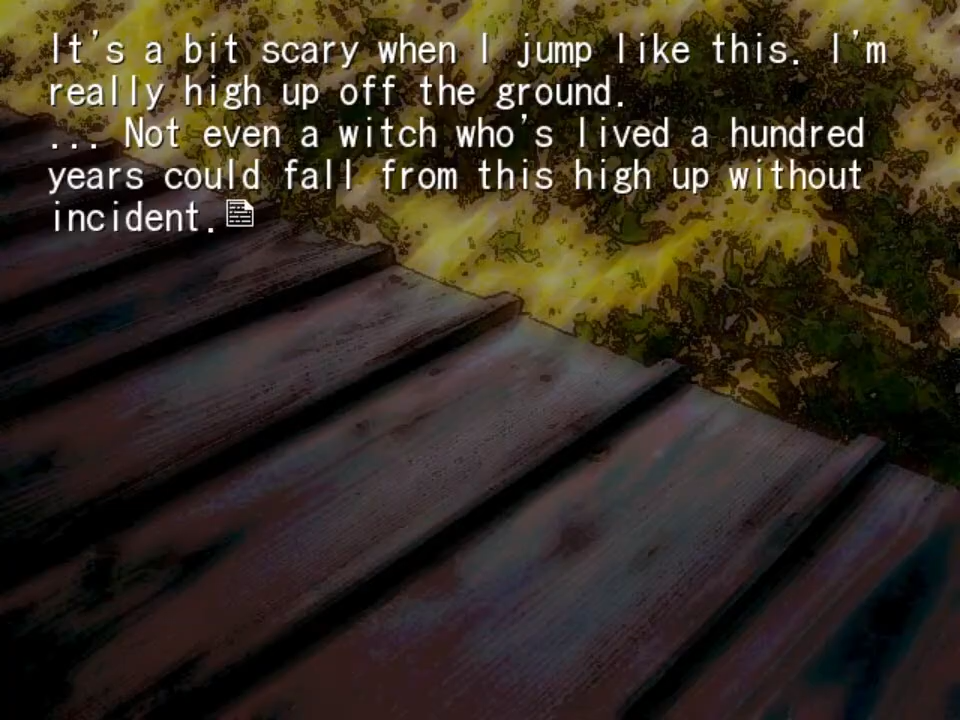 It's a bit scary when I jump like this. I'm
really high up off the ground.
... Not even a witch who's lived a hundred
years could fall from this high up without
incident.